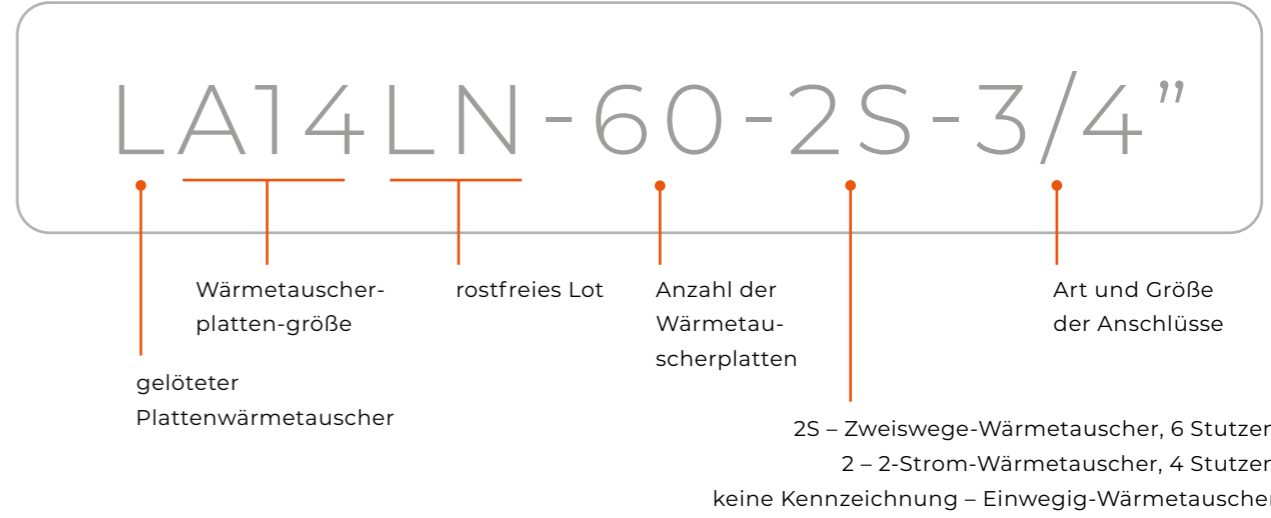 LA14LN-60-2S-3/4”
Wärmetauscher-
platten-größe
rostfreies Lot
Anzahl der
Wärmetau-
scherplatten
Art und Größe
der Anschlüsse
gelöteter
Plattenwärmetauscher
2S – Zweiswege-Wärmetauscher, 6 Stutzen
2 – 2-Strom-Wärmetauscher, 4 Stutzen
keine Kennzeichnung – Einwegig-Wärmetauscher